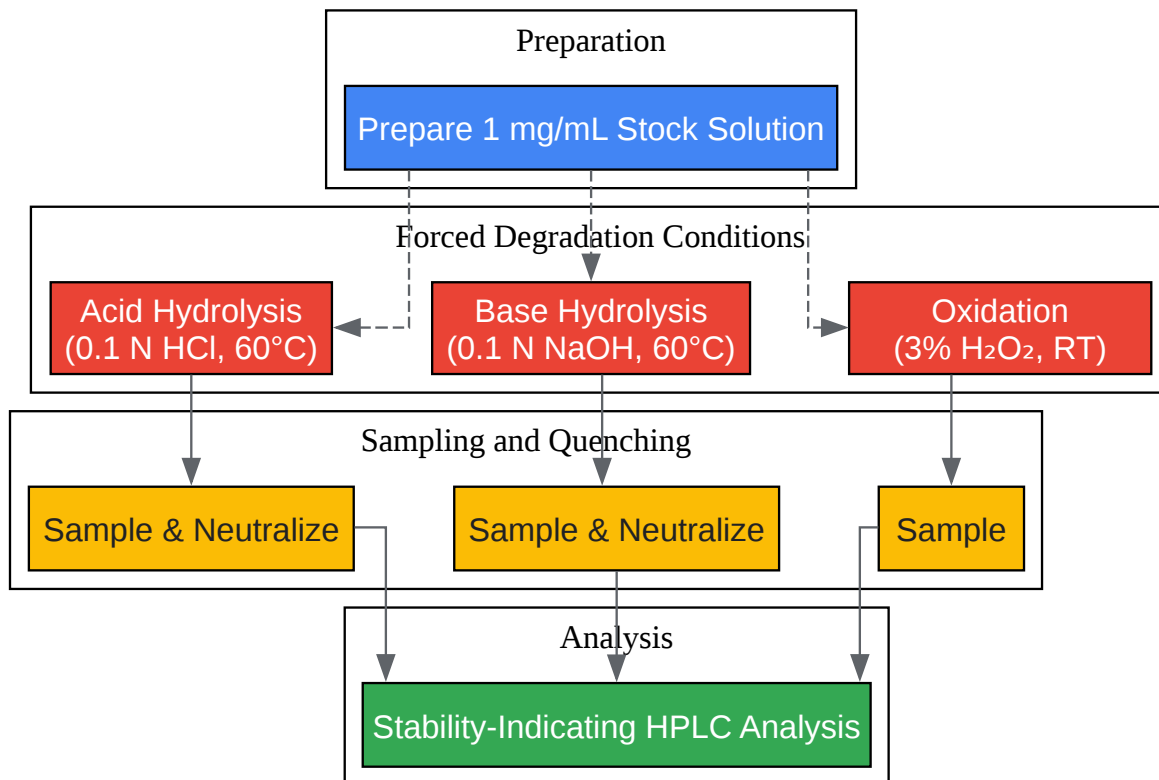 Preparation
Prepare 1 mg/mL Stock Solution
Forced Degradation Conditions
Acid Hydrolysis
(0.1 N HCl, 60°C)
Base Hydrolysis
(0.1 N NaOH, 60°C)
Oxidation
(3% H₂O₂, RT)
Sampling and Quenching
Sample & Neutralize
Sample & Neutralize
Sample
Analysis
Stability-Indicating HPLC Analysis